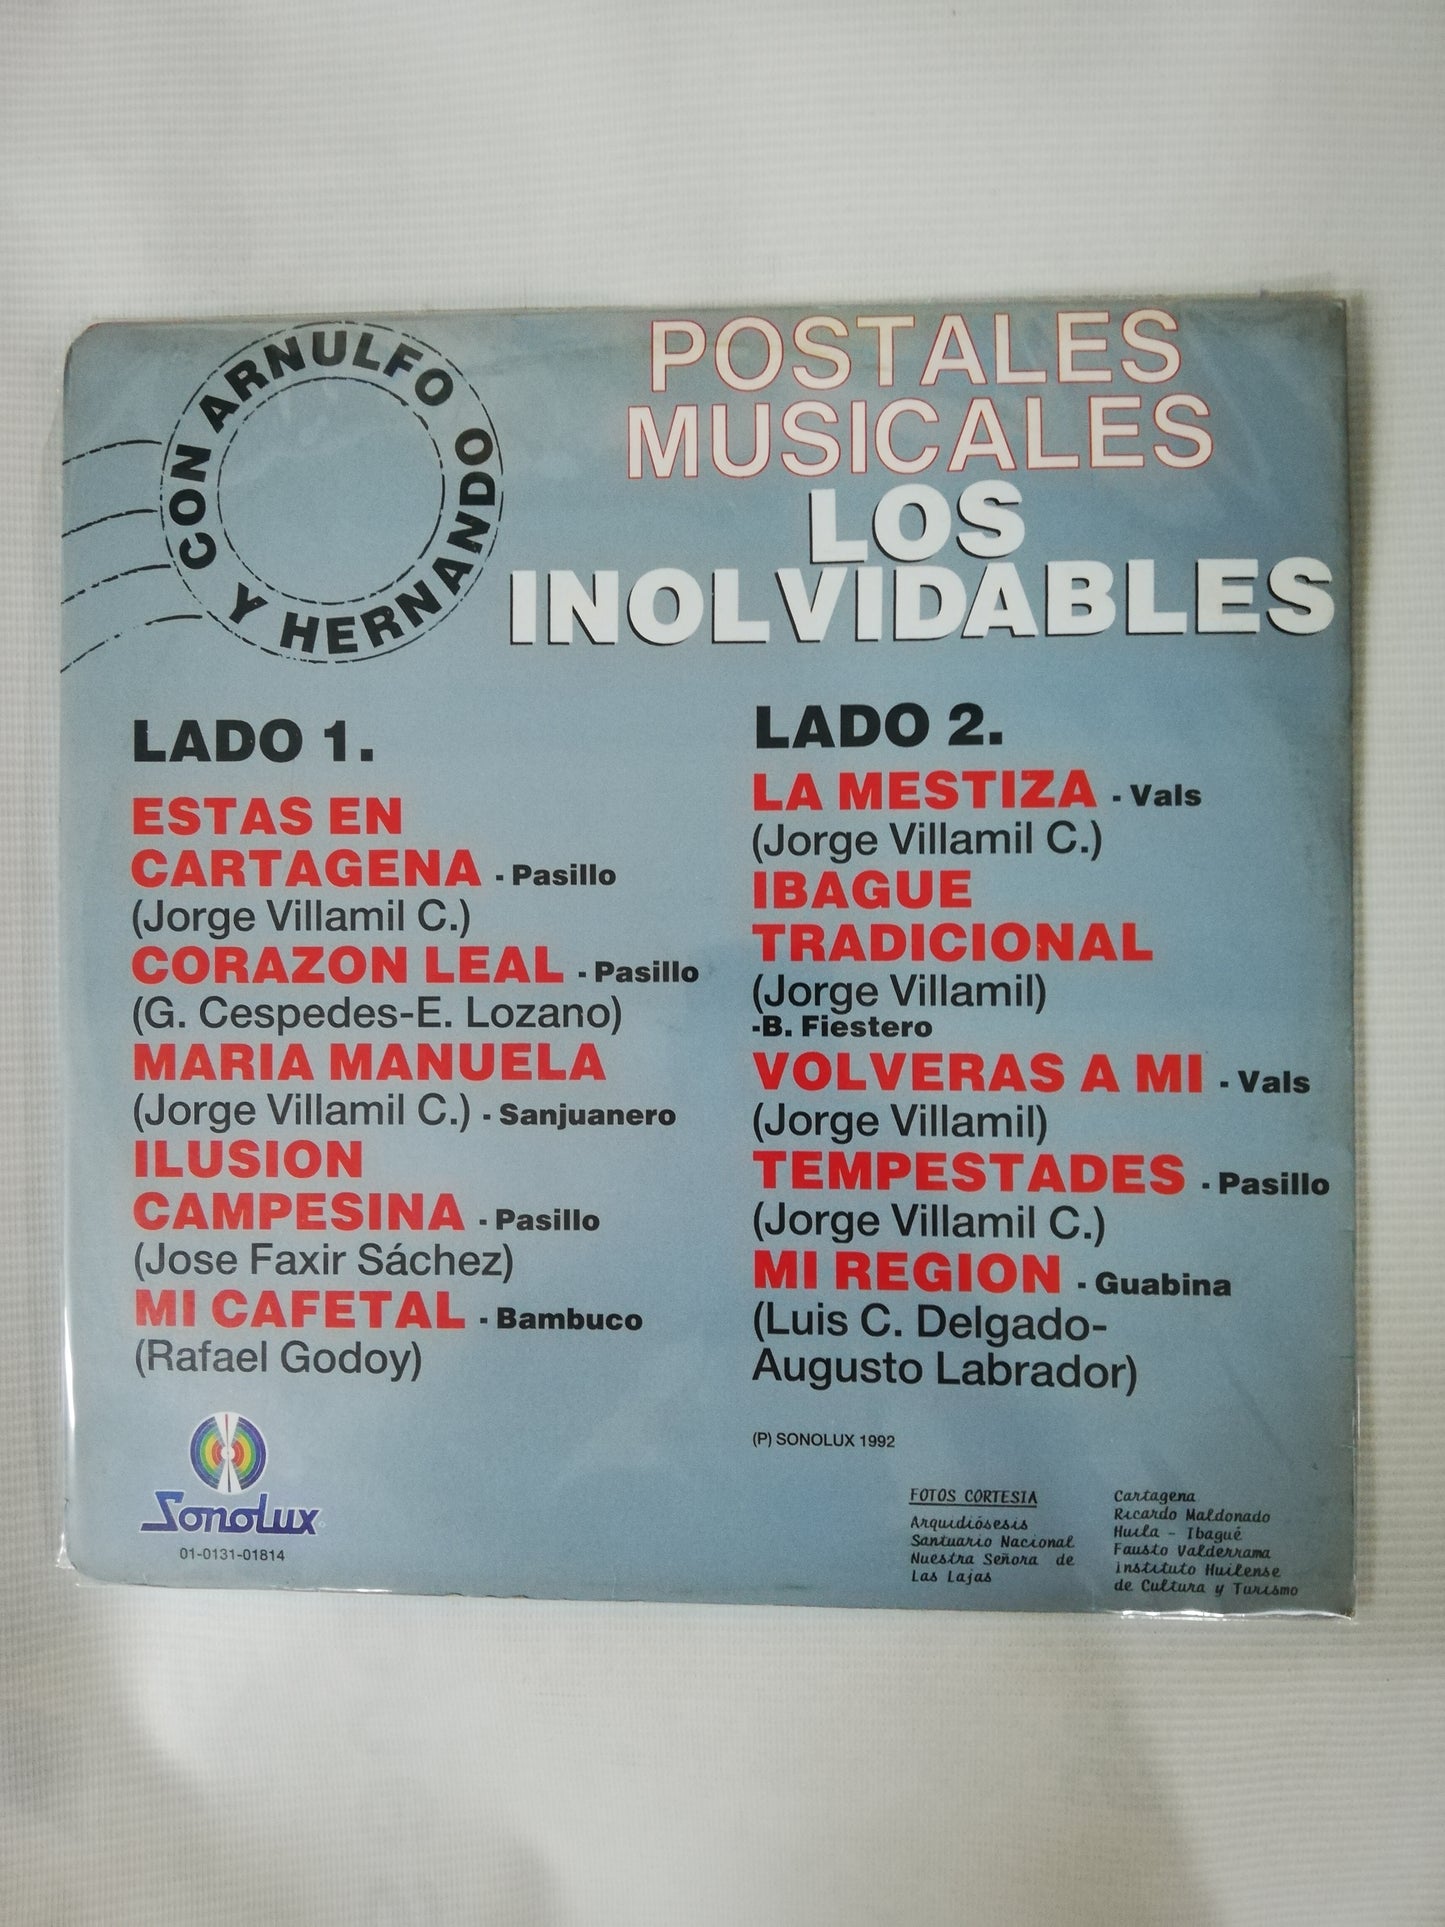 CON ARNULFO
Y HERNANDO
POSTALES
MUSICALES
LOS
INOLVIDABLES
LADO 1.
ESTAS EN
CARTAGENA - Pasillo
(Jorge Villamil C.)
CORAZON LEAL - Pasillo
(G. Cespedes-E. Lozano)
MARIA MANUELA
(Jorge Villamil C.) - Sanjuanero
ILUSION
CAMPESINA - Pasillo
(Jose Faxir Sáchez)
MI CAFETAL - Bambuco
(Rafael Godoy)
LADO 2.
LA MESTIZA - Vals
(Jorge Villamil C.)
IBAGUE
TRADICIONAL
(Jorge Villamil)
-B. Fiestero
VOLVERAS A MI - Vals
(Jorge Villamil)
TEMPESTADES - Pasillo
(Jorge Villamil C.)
MI REGION - Guabina
(Luis C. Delgado-
Augusto Labrador)
(P) SONOLUX 1992
Sonolux
01-0131-01814
FOTOS CORTESIA
Arquidiósesis
Santuario Nacional
Nuestra Señora de
Las Lajas
Cartagena
Ricardo Maldonado
Huila - Ibagué
Fausto Valderrama
instituto Huilense
de Cultura y Turismo